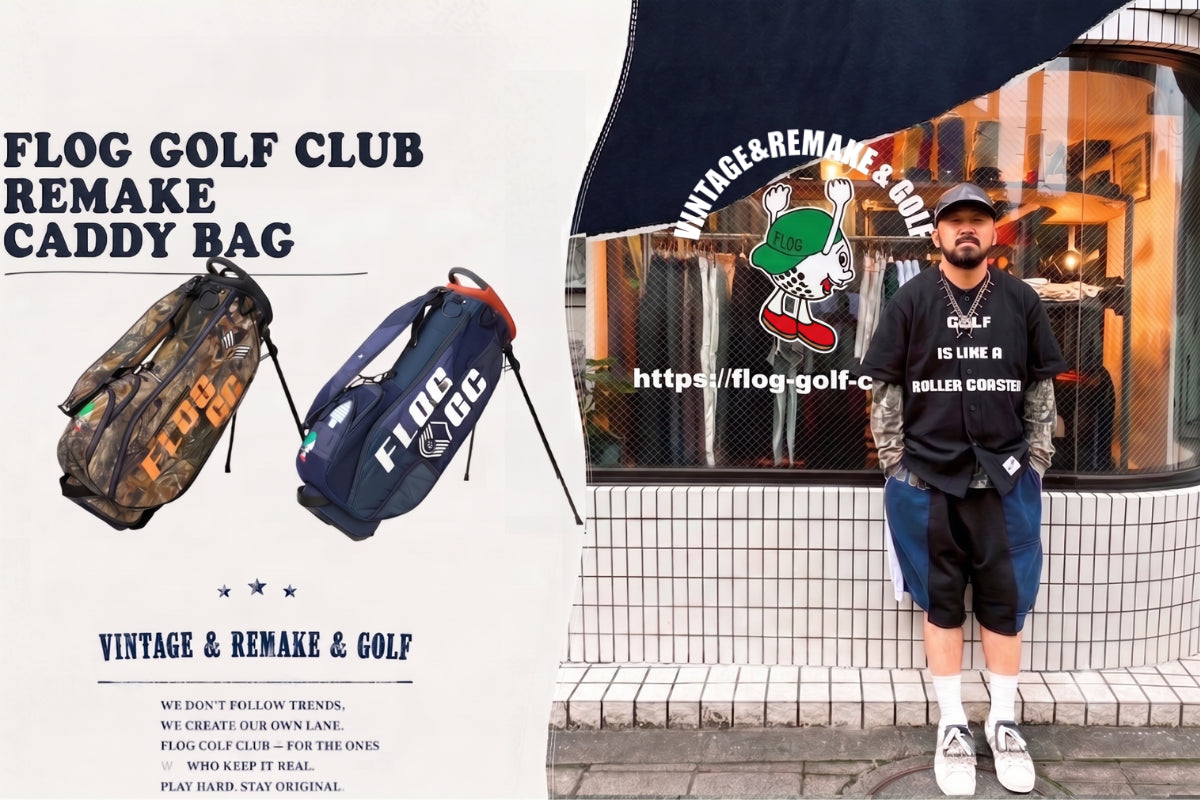 FLOG GOLF CLUB
REMAKE
CADDY BAG
FLOG
GC
FLOG
GC
VINTAGE & REMAKE & GOLF
WE DON'T FOLLOW TRENDS,
WE CREATE OUR OWN LANE.
FLOG GOLF CLUB — FOR THE ONES
W WHO KEEP IT REAL.
PLAY HARD. STAY ORIGINAL.
VINTAGE&REMAKE & GOLF
FLOG
https://flog-golf-c
GOLF
IS LIKE A
ROLLER COASTER